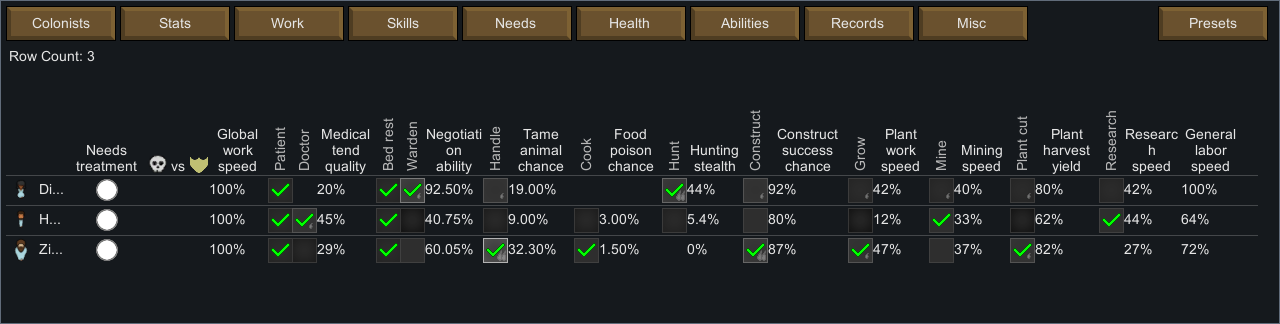 Colonists Stats Work Skills Needs Health Abilities Records Misc Presets
Row Count: 3
Needs treatment vs Global work speed Patient Doctor Medical tend quality Bed rest Warden Negotiati on ability Handle Tame animal chance Cook Food poison chance Hunt Hunting stealth Construct Construct success chance Grow Plant work speed Mine Mining speed Plant cut Plant harvest yield Research Researc h speed General labor speed
Di... 100% 20% 92.50% 19.00% 44% 92% 42% 40% 80% 42% 100%
H... 100% 45% 40.75% 9.00% 3.00% 5.4% 80% 12% 33% 62% 44% 64%
Zi... 100% 29% 60.05% 32.30% 1.50% 0% 87% 47% 37% 82% 27% 72%